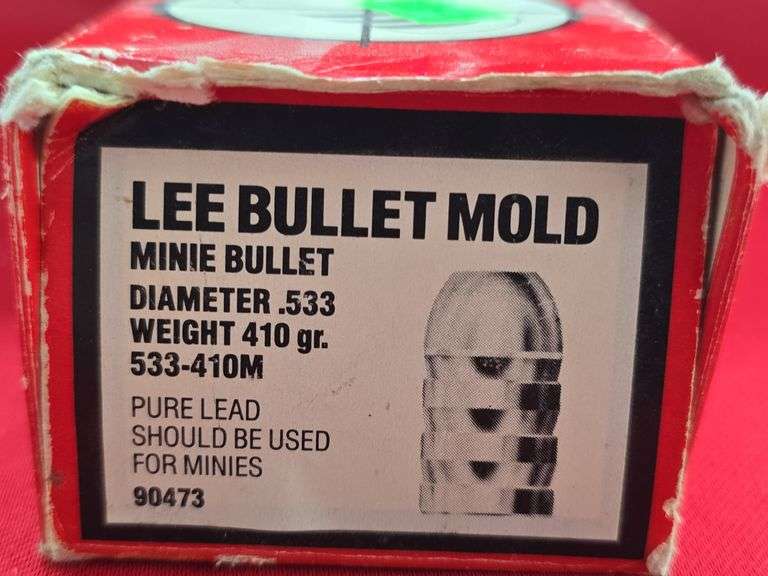 LEE BULLET MOLD
MINIE BULLET
DIAMETER .533
WEIGHT 410 gr.
533-410M
PURE LEAD
SHOULD BE USED
FOR MINIES
90473